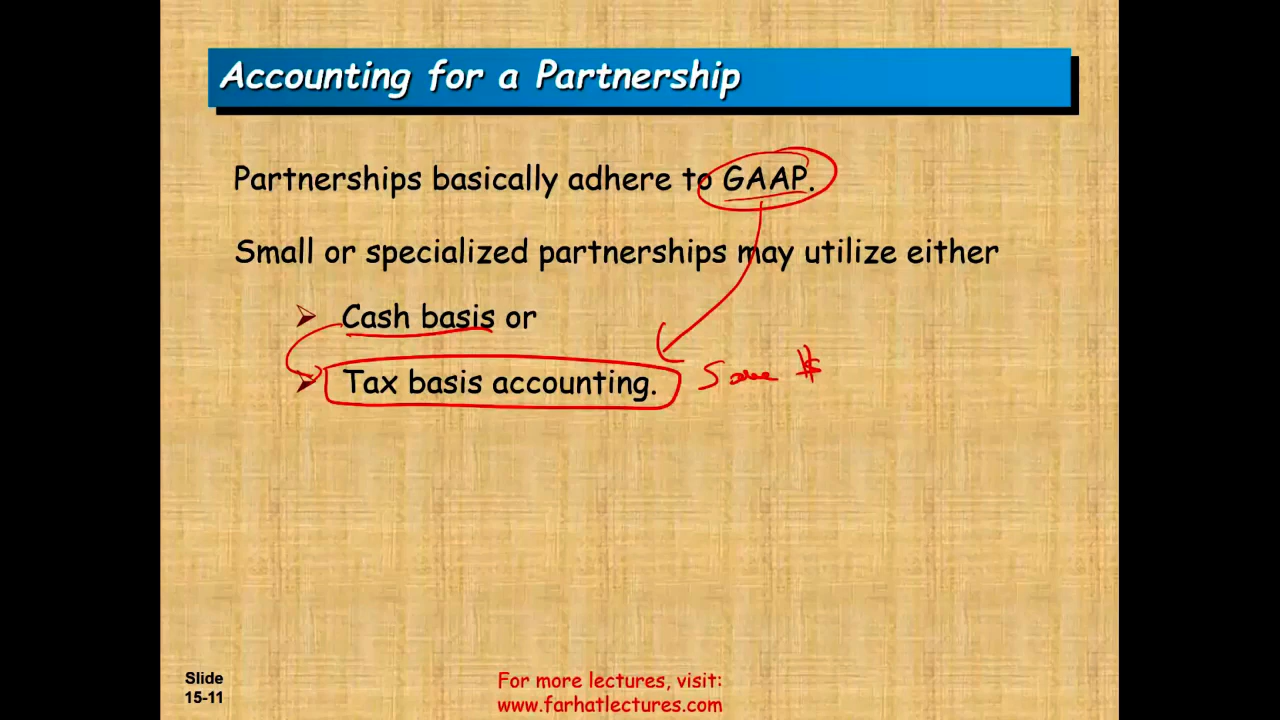 Accounting for a Partnership
Partnerships basically adhere to GAAP.
Small or specialized partnerships may utilize either
Cash basis or
Tax basis accounting. Save $
Slide
15-11
For more lectures, visit:
www.farhatlectures.com